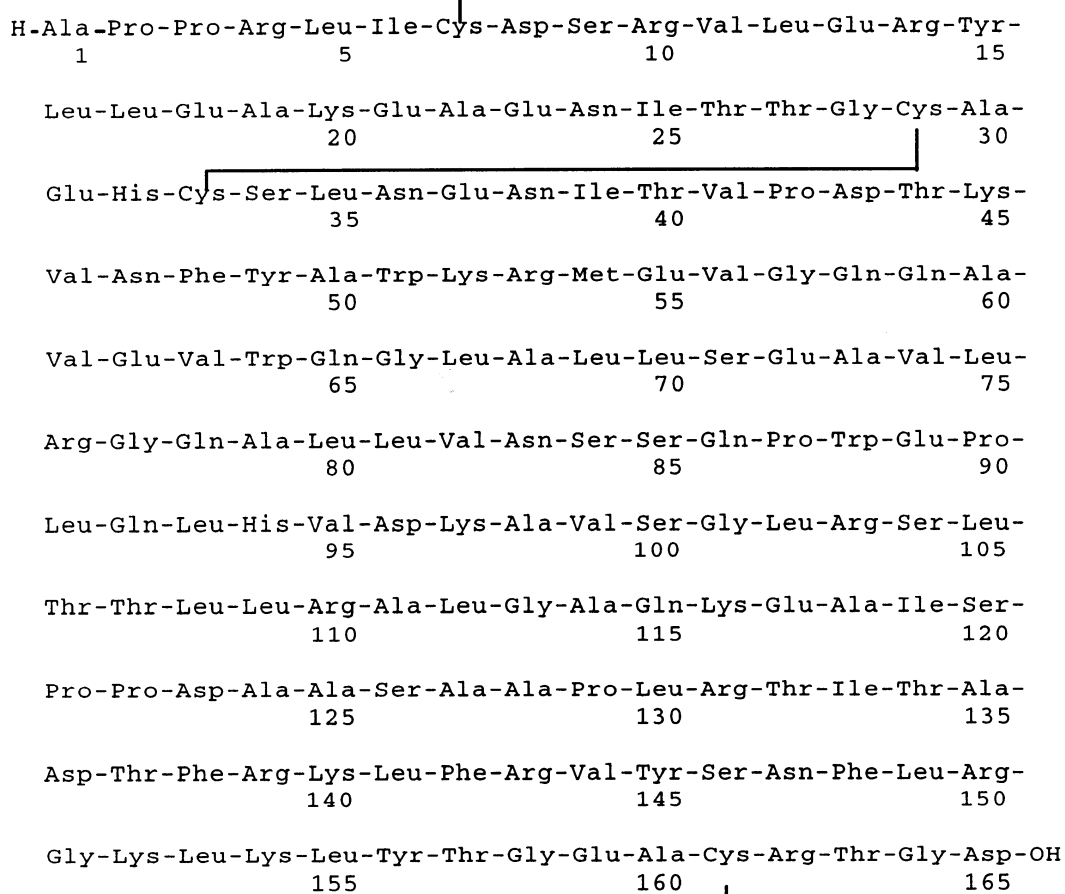 H-Ala-Pro-Pro-Arg-Leu-Ile-Cys-Asp-Ser-Arg-Val-Leu-Glu-Arg-Tyr-
1 5 10 15
Leu-Leu-Glu-Ala-Lys-Glu-Ala-Glu-Asn-Ile-Thr-Thr-Gly-Cys-Ala-
20 25 30
Glu-His-Cys-Ser-Leu-Asn-Glu-Asn-Ile-Thr-Val-Pro-Asp-Thr-Lys-
35 40 45
Val-Asn-Phe-Tyr-Ala-Trp-Lys-Arg-Met-Glu-Val-Gly-Gln-Gln-Ala-
50 55 60
Val-Glu-Val-Trp-Gln-Gly-Leu-Ala-Leu-Leu-Ser-Glu-Ala-Val-Leu-
65 70 75
Arg-Gly-Gln-Ala-Leu-Leu-Val-Asn-Ser-Ser-Gln-Pro-Trp-Glu-Pro-
80 85 90
Leu-Gln-Leu-His-Val-Asp-Lys-Ala-Val-Ser-Gly-Leu-Arg-Ser-Leu-
95 100 105
Thr-Thr-Leu-Leu-Arg-Ala-Leu-Gly-Ala-Gln-Lys-Glu-Ala-Ile-Ser-
110 115 120
Pro-Pro-Asp-Ala-Ala-Ser-Ala-Ala-Pro-Leu-Arg-Thr-Ile-Thr-Ala-
125 130 135
Asp-Thr-Phe-Arg-Lys-Leu-Phe-Arg-Val-Tyr-Ser-Asn-Phe-Leu-Arg-
140 145 150
Gly-Lys-Leu-Lys-Leu-Tyr-Thr-Gly-Glu-Ala-Cys-Arg-Thr-Gly-Asp-OH
155 160 165